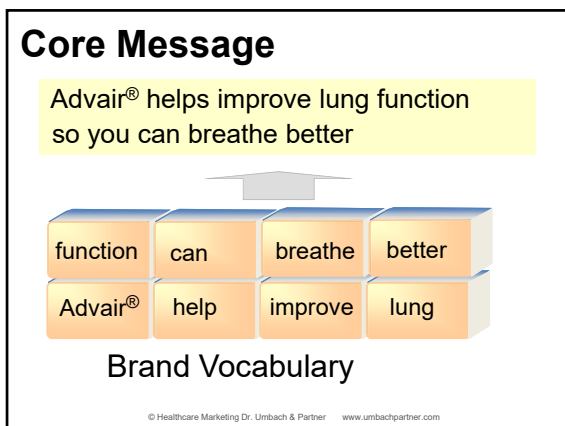 Core Message
Advair® helps improve lung function
so you can breathe better
function can breathe better
Advair® help improve lung
Brand Vocabulary
© Healthcare Marketing Dr. Umbach & Partner www.umbachpartner.com